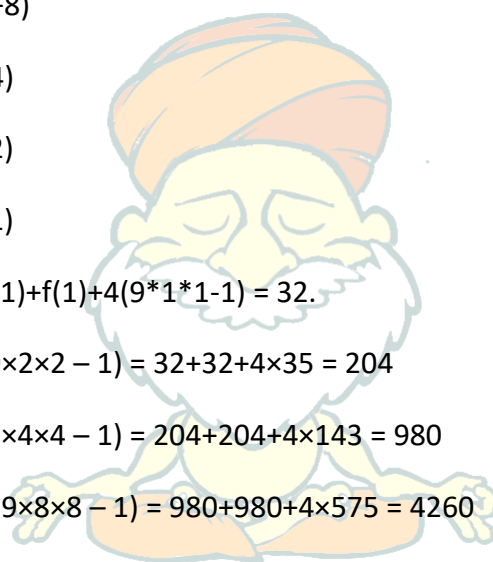 8)
4)
2)
1)
1)+f(1)+4(9*1*1-1) = 32.
×2×2 – 1) = 32+32+4×35 = 204
×4×4 – 1) = 204+204+4×143 = 980
9×8×8 – 1) = 980+980+4×575 = 4260